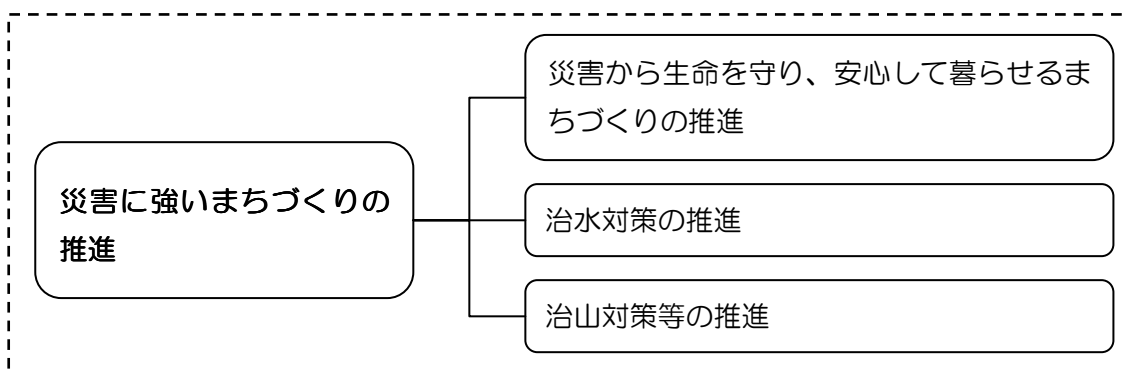 災害に強いまちづくりの
推進
災害から生命を守り、安心して暮らせるま
ちづくりの推進
治水対策の推進
治山対策等の推進